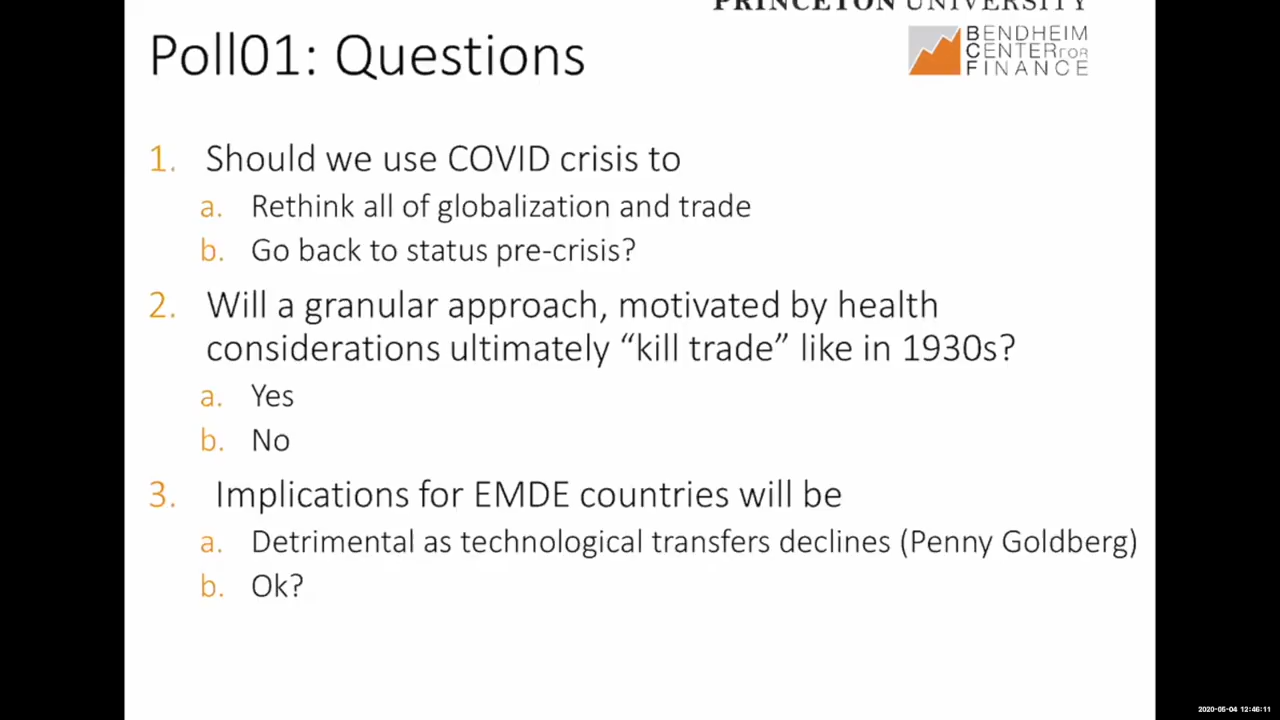 PRINCETON UNIVERSITY
Poll01: Questions
BENDHEIM
CENTER FOR
FINANCE
1. Should we use COVID crisis to
a. Rethink all of globalization and trade
b. Go back to status pre-crisis?
2. Will a granular approach, motivated by health
considerations ultimately “kill trade” like in 1930s?
a. Yes
b. No
3. Implications for EMDE countries will be
a. Detrimental as technological transfers declines (Penny Goldberg)
b. Ok?
2020-05-04 12:46:11